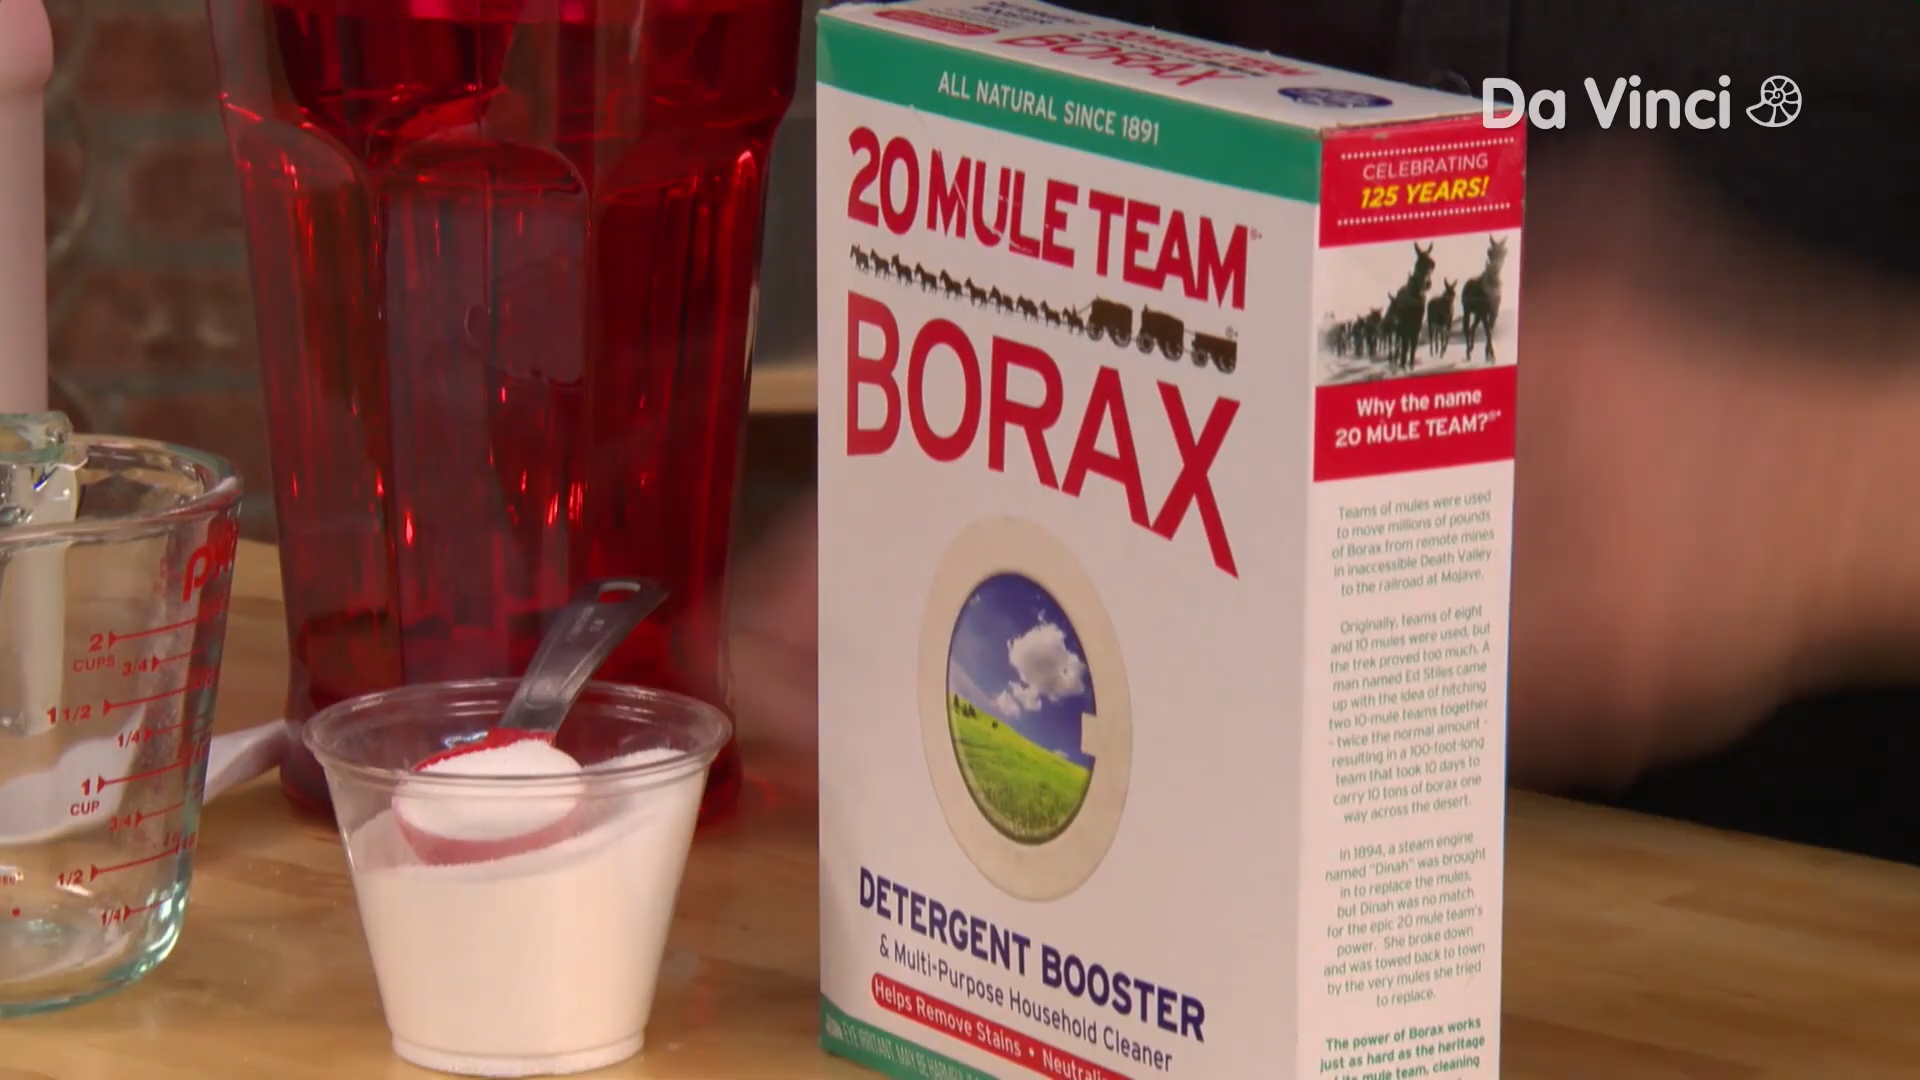 Da Vinci
BORAX
ALL NATURAL SINCE 1891
20 MULE TEAM
BORAX
DETERGENT BOOSTER
& Multi-Purpose Household Cleaner
Helps Remove Stains •
EYE IRRITANT. MAY BE
CELEBRATING
125 YEARS!
Why the name
20 MULE TEAM?®*
Teams of mules were used
to move millions of pounds
of Borax from remote mines
in inaccessible Death Valley
to the railroad at Mojave.
Originally, teams of eight
and 10 mules were used, but
the trek proved too much. A
man named Ed Stiles came
up with the idea of hitching
two 10-mule teams together
- twice the normal amount -
resulting in a 100-foot-long
team that took 10 days to
carry 10 tons of borax one
way across the desert.
In 1894, a steam engine
named "Dinah" was brought
in to replace the mules,
but Dinah was no match
for the epic 20 mule team's
power. She broke down
and was towed back to town
by the very mules she tried
to replace.
The power of Borax works
just as hard as the heritage
mule team, cleaning
2
CUPS 3/4
1 1/2
1/4
1
CUP
3/4
1/2
1/4